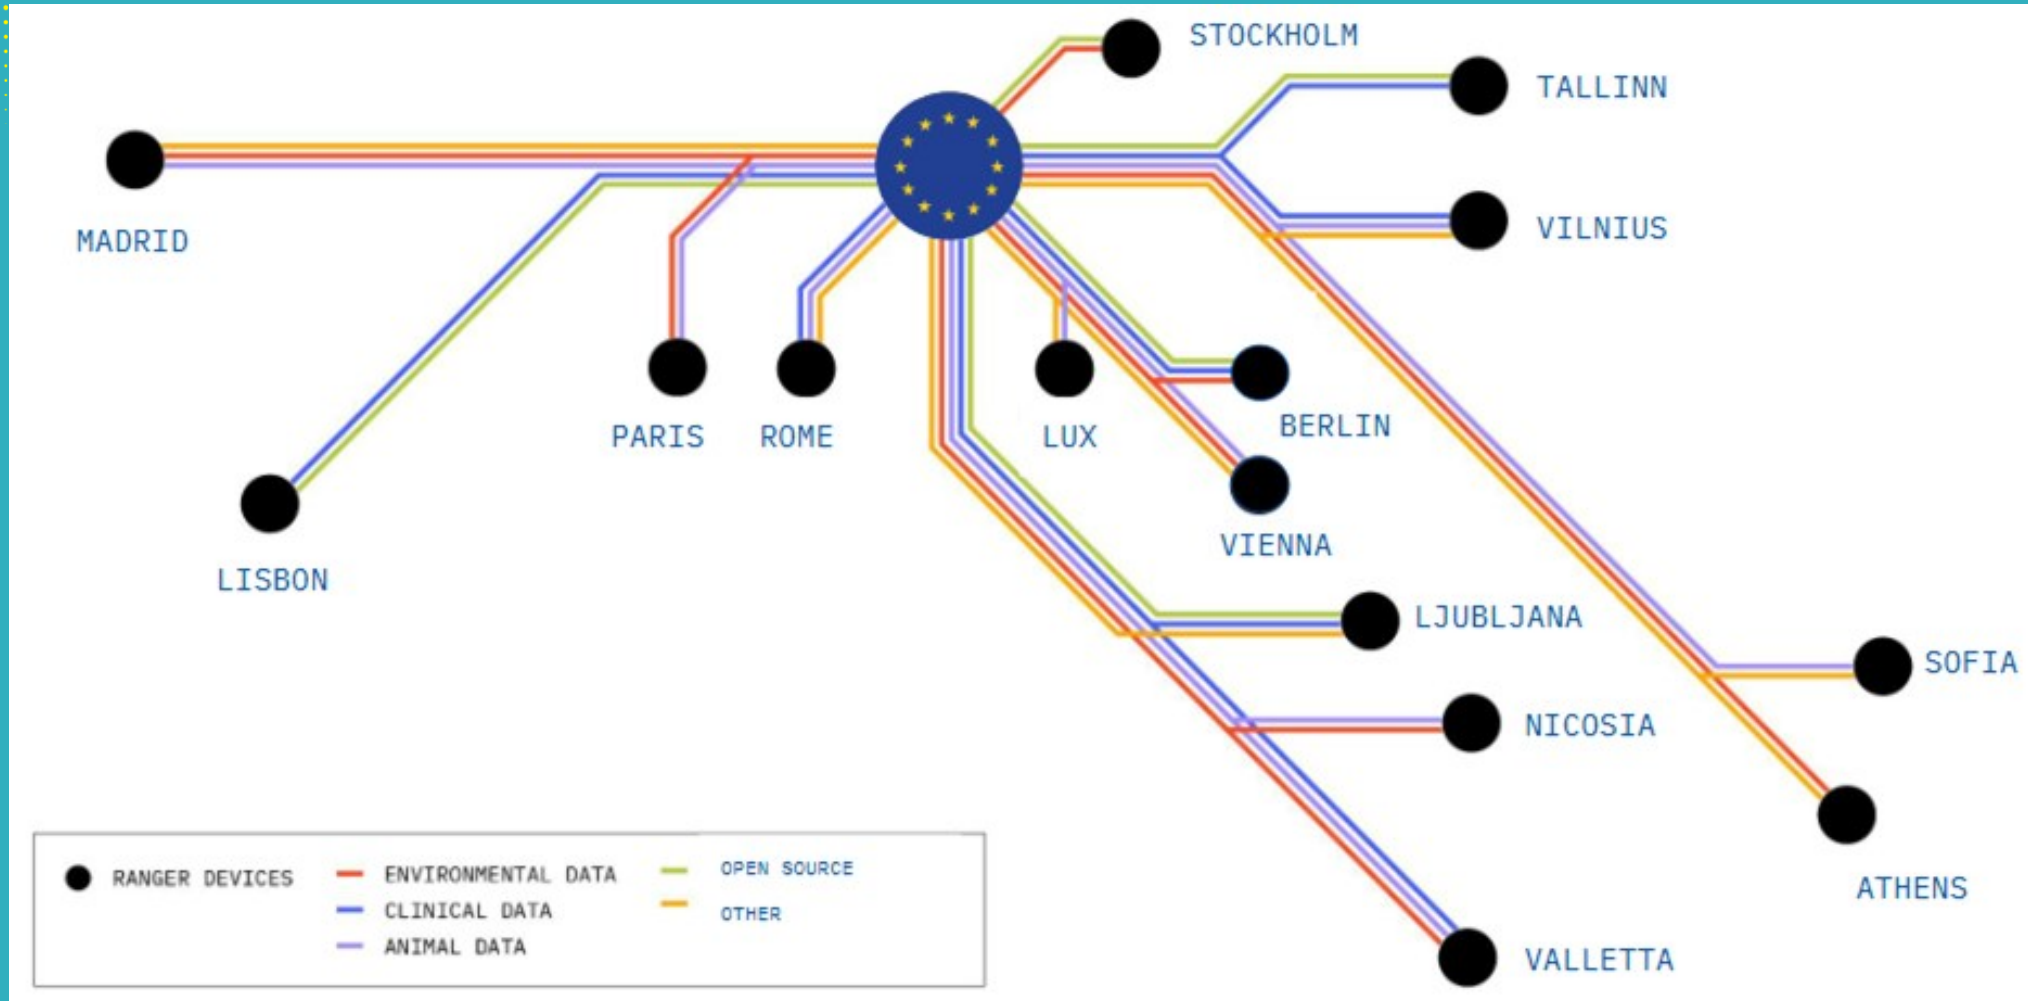 STOCKHOLM
TALLINN
MADRID
VILNIUS
PARIS
ROME
LUX
BERLIN
LISBON
VIENNA
LJUBLJANA
SOFIA
NICOSIA
ATHENS
VALLETTA
RANGER DEVICES
ENVIRONMENTAL DATA
CLINICAL DATA
ANIMAL DATA
OPEN SOURCE
OTHER